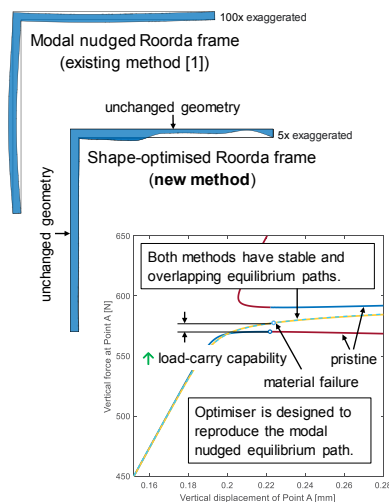 100x exaggerated
Modal nudged Roorda frame
(existing method [1])
unchanged geometry
5x exaggerated
Shape-optimised Roorda frame
(new method)
unchanged geometry
650
600
550
500
450
Vertical force at Point A [N]
Both methods have stable and
overlapping equilibrium paths.
load-carry capability
pristine
material failure
Optimiser is designed to
reproduce the modal
nudged equilibrium path.
0.16
0.18
0.2
0.22
0.24
0.26
0.28
Vertical displacement of Point A [mm]